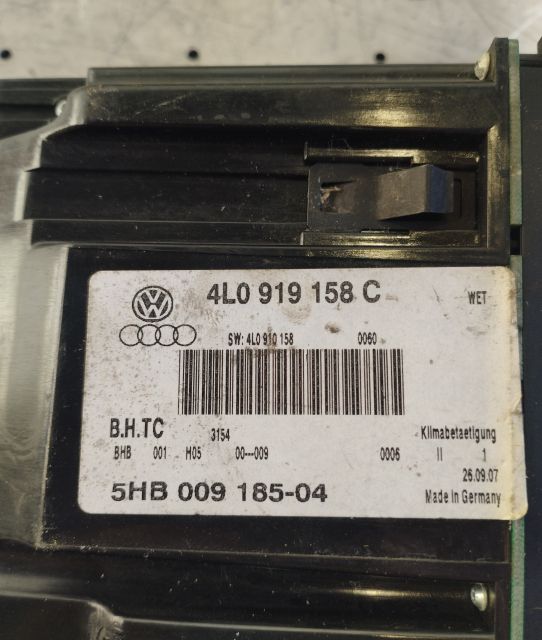 4L0 919 158 C WET
SW: 4L0 910 158 0060
B.H.TC 3154 Klimabetaetigung
BHB 001 H05 00---009 0006 II 1
26.09.07
5HB 009 185-04 Made in Germany